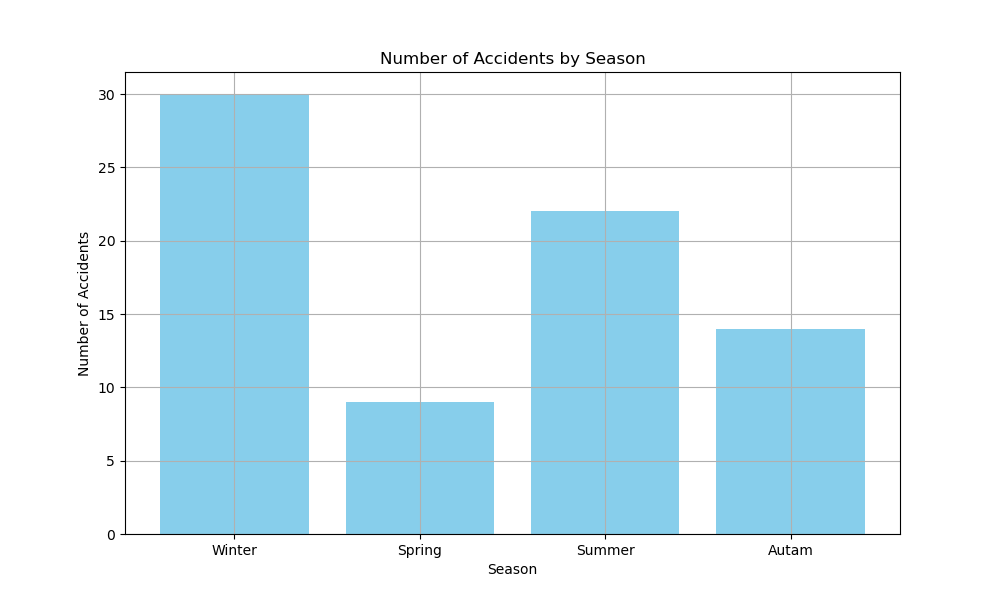 Number of Accidents by Season
Number of Accidents
30
25
20
15
10
5
0
Winter Spring Summer Autam
Season